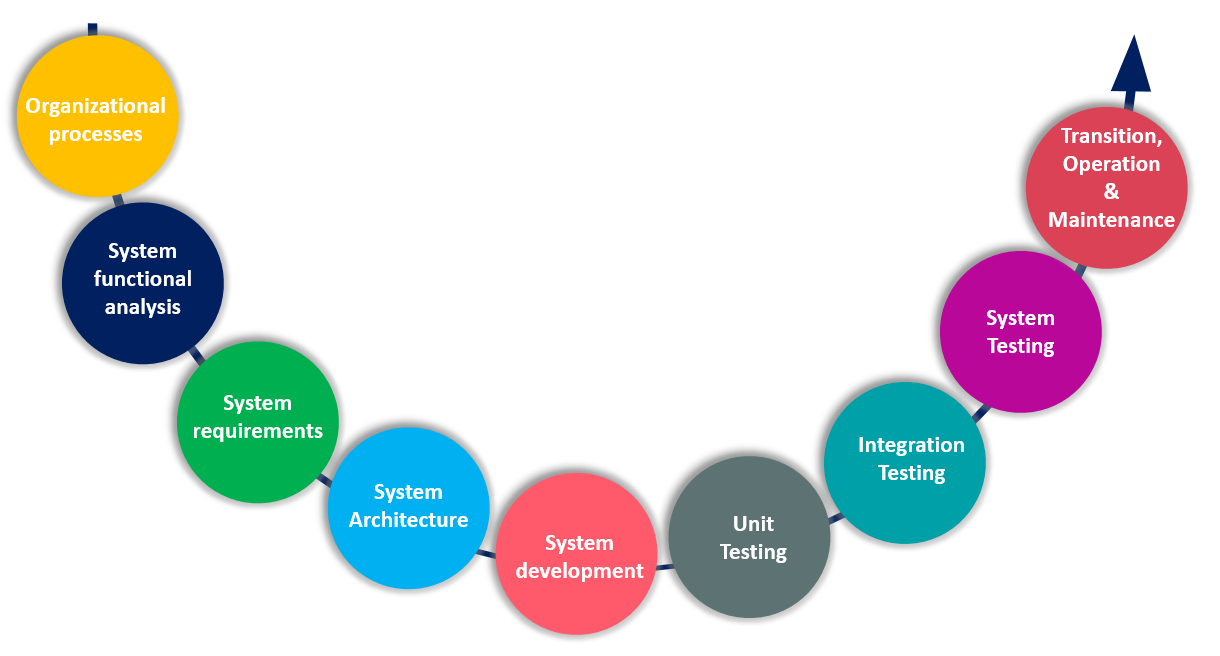 Organizational
processes
System
functional
analysis
System
requirements
System
Architecture
System
development
Unit
Testing
Integration
Testing
System
Testing
Transition,
Operation
&
Maintenance